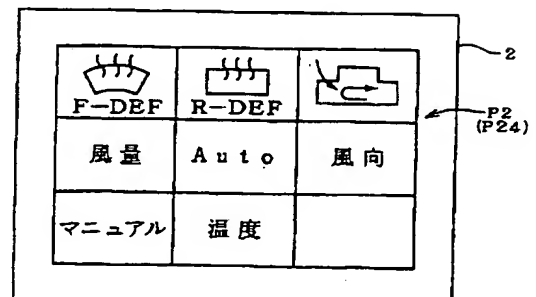 2
F-DEF R-DEF
P2
(P24)
風量 Auto 風向
マニュアル 温度